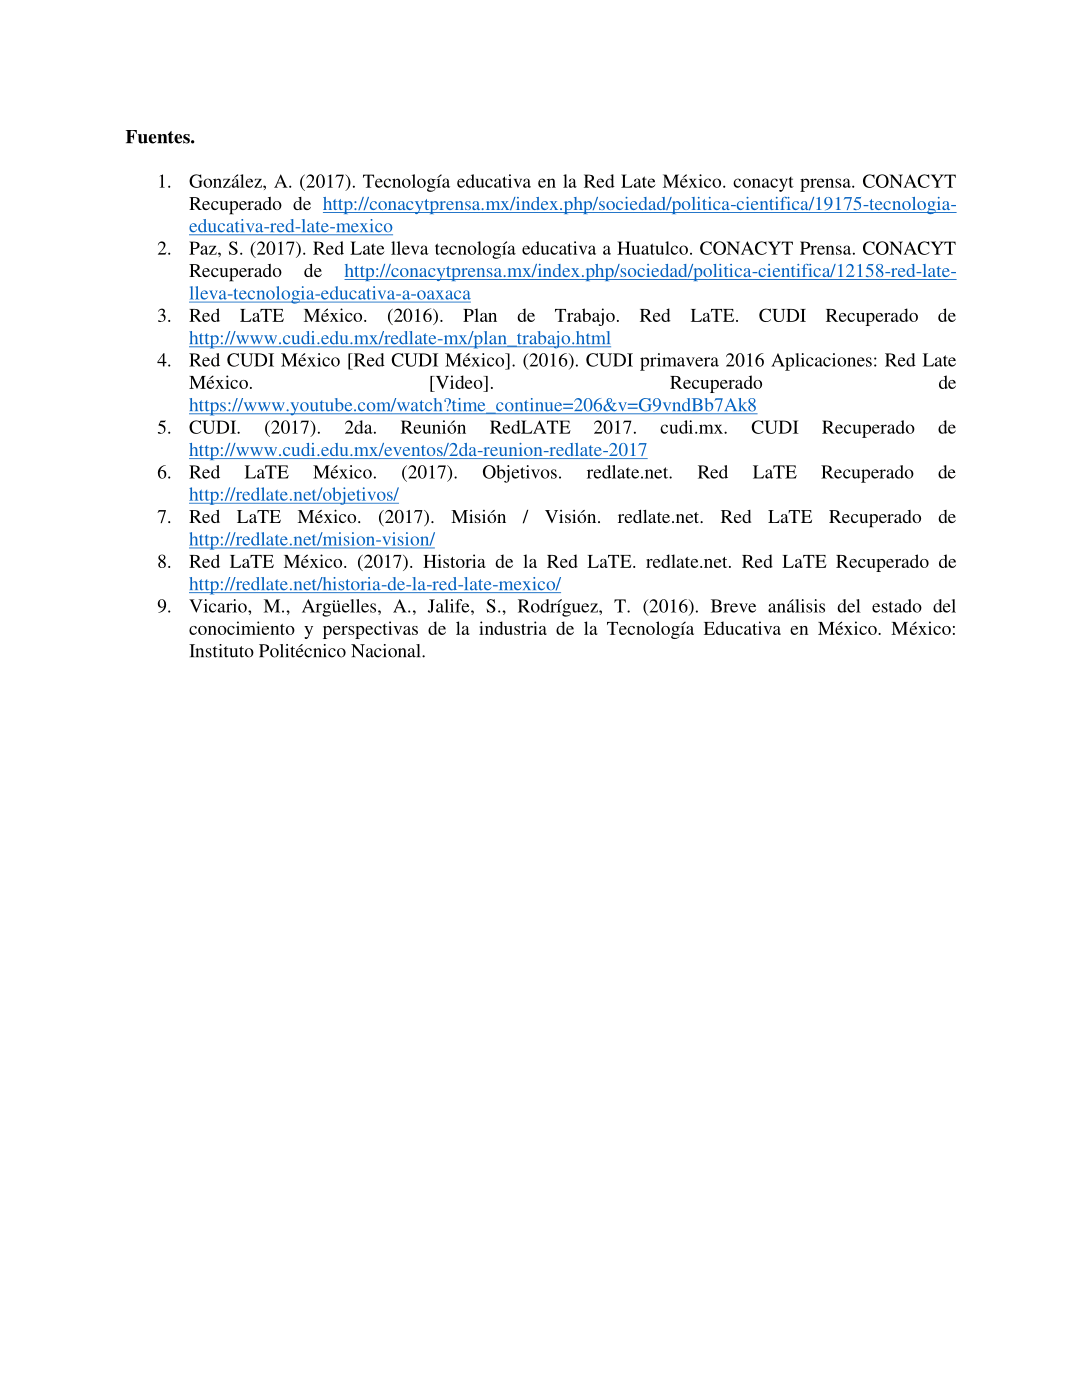 Fuentes.
1. González, A. (2017). Tecnología educativa en la Red Late México. conacyt prensa. CONACYT
Recuperado de http://conacytprensa.mx/index.php/sociedad/politica-cientifica/19175-tecnologia-
educativa-red-late-mexico
2. Paz, S. (2017). Red Late lleva tecnología educativa a Huatulco. CONACYT Prensa. CONACYT
Recuperado de http://conacytprensa.mx/index.php/sociedad/politica-cientifica/12158-red-late-
lleva-tecnologia-educativa-a-oaxaca
3. Red LaTE México. (2016). Plan de Trabajo. Red LaTE. CUDI Recuperado de
http://www.cudi.edu.mx/redlate-mx/plan_trabajo.html
4. Red CUDI México [Red CUDI México]. (2016). CUDI primavera 2016 Aplicaciones: Red Late
México. [Video]. Recuperado de
https://www.youtube.com/watch?time_continue=206&v=G9vndBb7Ak8
5. CUDI. (2017). 2da. Reunión RedLATE 2017. cudi.mx. CUDI Recuperado de
http://www.cudi.edu.mx/eventos/2da-reunion-redlate-2017
6. Red LaTE México. (2017). Objetivos. redlate.net. Red LaTE Recuperado de
http://redlate.net/objetivos/
7. Red LaTE México. (2017). Misión / Visión. redlate.net. Red LaTE Recuperado de
http://redlate.net/mision-vision/
8. Red LaTE México. (2017). Historia de la Red LaTE. redlate.net. Red LaTE Recuperado de
http://redlate.net/historia-de-la-red-late-mexico/
9. Vicario, M., Argüelles, A., Jalife, S., Rodríguez, T. (2016). Breve análisis del estado del
conocimiento y perspectivas de la industria de la Tecnología Educativa en México. México:
Instituto Politécnico Nacional.